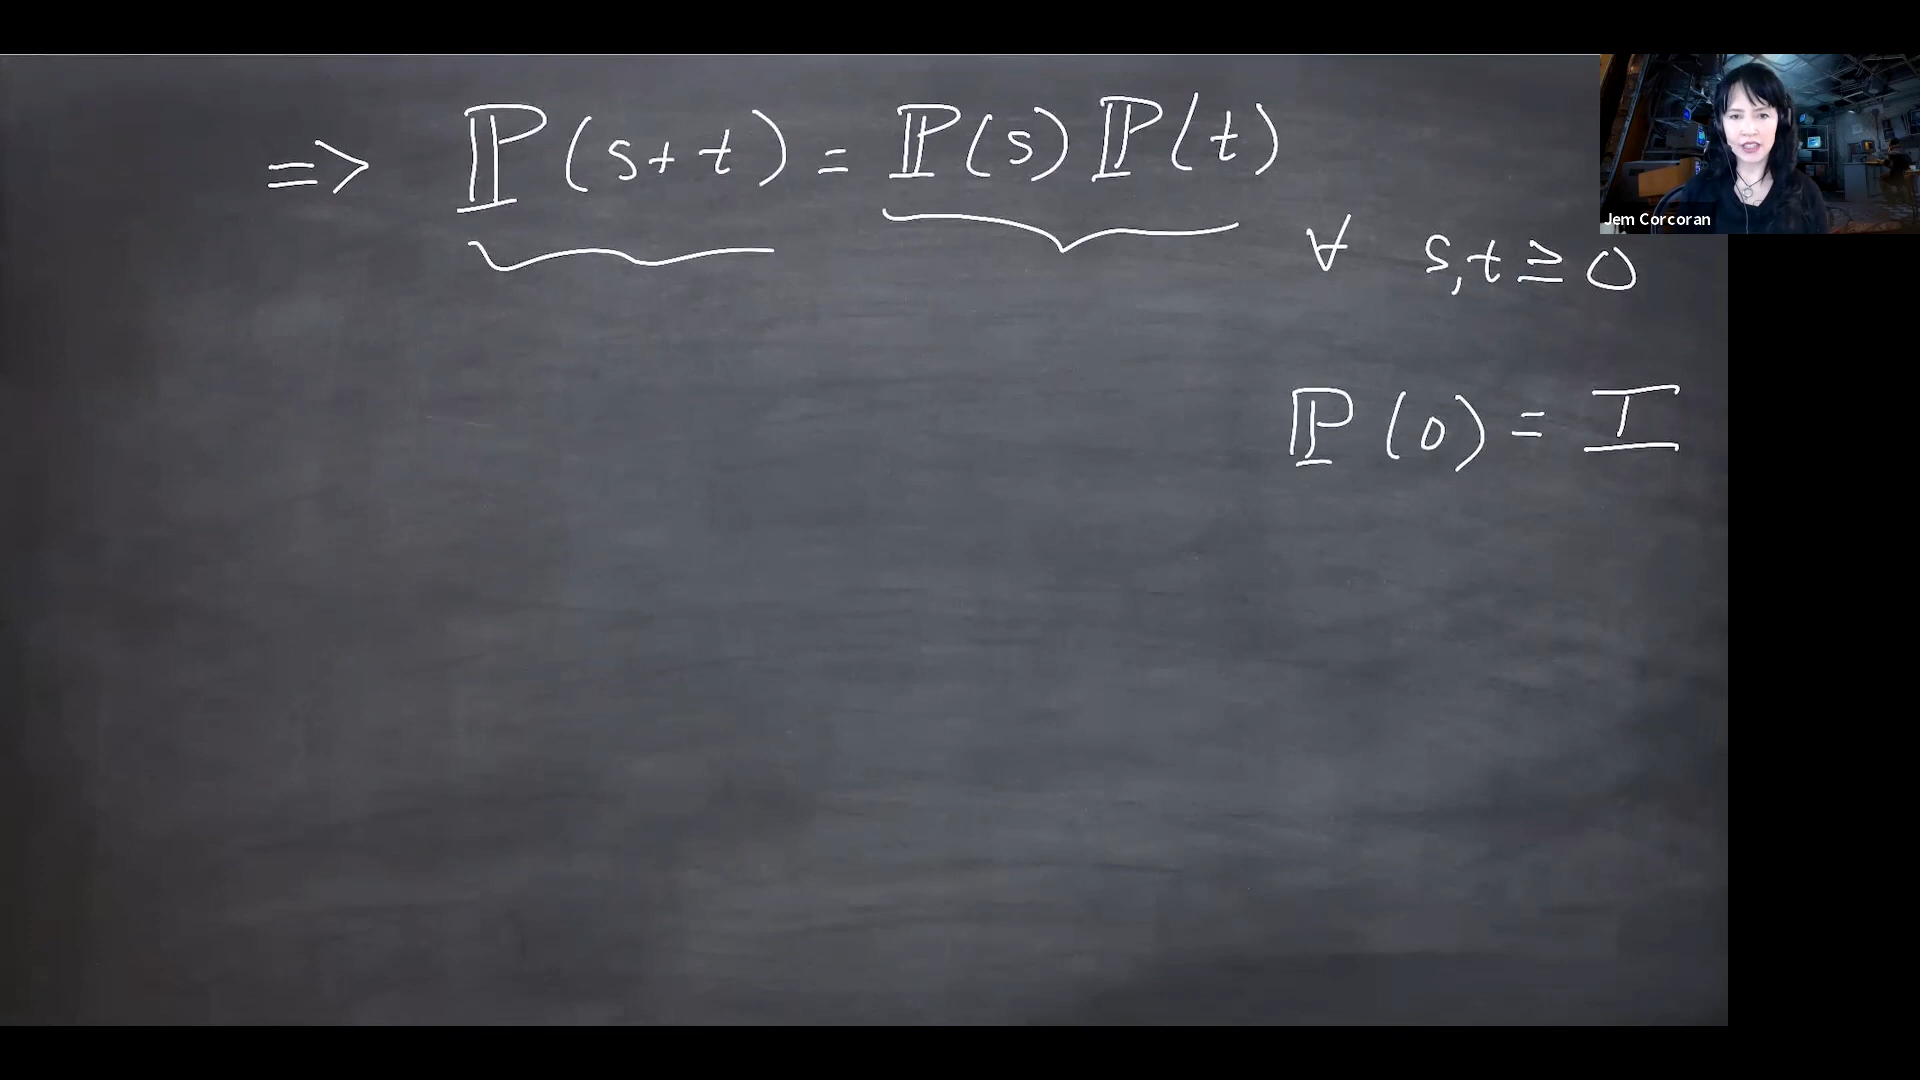 => ℙ(s+t) = ℙ(s)ℙ(t)
∀ s,t ≥ 0
ℙ(0) = I
Jem Corcoran